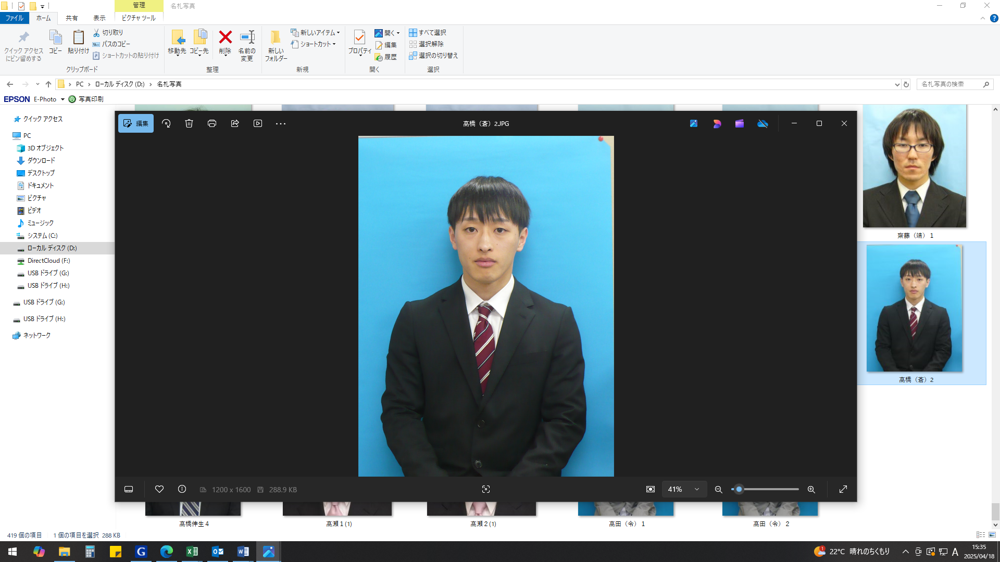 管理
名札写真
ファイル
ホーム
共有
表示
ピクチャ ツール
クイック アクセス
にピン留めする
コピー
貼り付け
切り取り
パスのコピー
ショートカットの貼り付け
クリップボード
移動先
コピー先
削除
名前の
変更
整理
新しい
フォルダー
新しいアイテム
ショートカット
新規
プロパティ
開く
編集
履歴
開く
すべて選択
選択解除
選択の切り替え
選択
PC
ローカル ディスク (D:)
名札写真
名札写真の検索
EPSON E-Photo
写真印刷
クイック アクセス
PC
3D オブジェクト
ダウンロード
デスクトップ
ドキュメント
ピクチャ
ビデオ
ミュージック
システム (C:)
ローカル ディスク (D:)
DirectCloud (F:)
USB ドライブ (G:)
USB ドライブ (H:)
USB ドライブ (G:)
USB ドライブ (H:)
ネットワーク
編集
髙橋（蒼）2.JPG
齋藤（靖） 1
髙橋（蒼）2
1200 x 1600
288.9 KB
41%
髙橋伸生 4
髙瀬 1 (1)
髙瀬 2 (1)
髙田（令） 1
髙田（令） 2
419 個の項目
1 個の項目を選択 288 KB
1
22°C 晴れのちくもり
A
15:35
2025/04/18